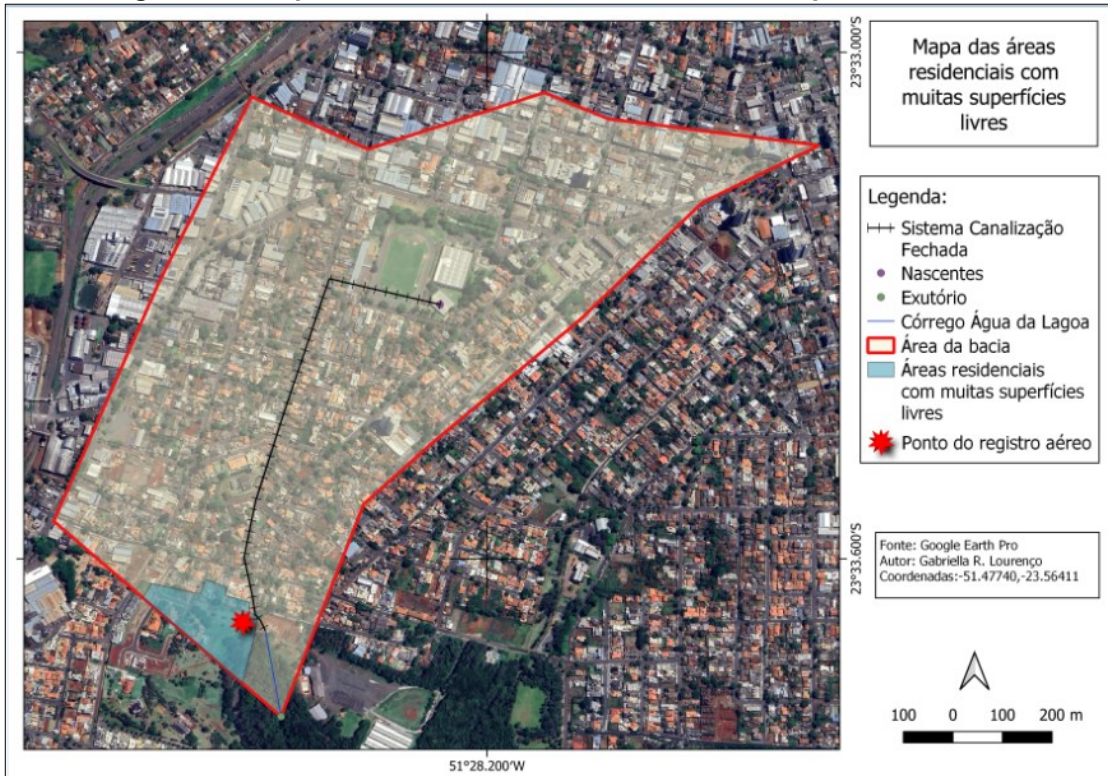 Mapa das áreas
residenciais com
muitas superfícies
livres
23°33.000'S
Legenda:
Sistema Canalização
Fechada
Nascentes
Exutório
Córrego Água da Lagoa
Área da bacia
Áreas residenciais
com muitas superfícies
livres
Ponto do registro aéreo
23°33.600'S
Fonte: Google Earth Pro
Autor: Gabriella R. Lourenço
Coordenadas:-51.47740,-23.56411
100 0 100 200 m
51°28.200'W